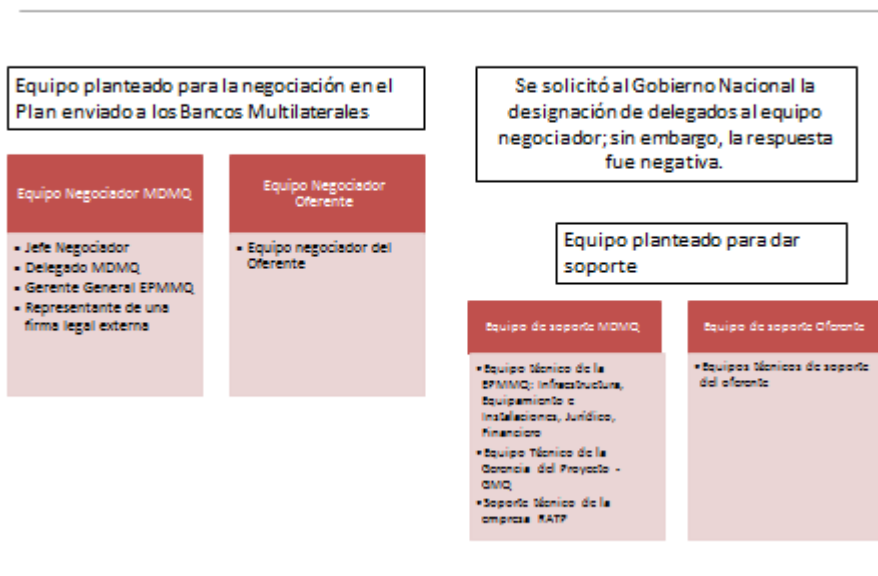 Equipo planteado para la negociación en el
Plan enviado a los Bancos Multilaterales
Equipo Negociador MDMQ
• Jefe Negociador
• Delegado MDMQ
• Gerente General EPMMQ
• Representante de una
firma legal externa
Equipo Negociador
Oferente
• Equipo negociador del
Oferente
Se solicitó al Gobierno Nacional la
designación de delegados al equipo
negociador; sin embargo, la respuesta
fue negativa.
Equipo planteado para dar
soporte
Equipo de soporte MDMQ
• Equipo técnico de la
EPMMQ: Infraestructura,
Equipamiento e
Instalaciones, Jurídico,
Financiero
• Equipo Técnico de la
Gerencia del Proyecto -
GMQ
• Soporte técnico de la
empresa RATP
Equipo de soporte Oferente
• Equipos técnicos de soporte
del oferente